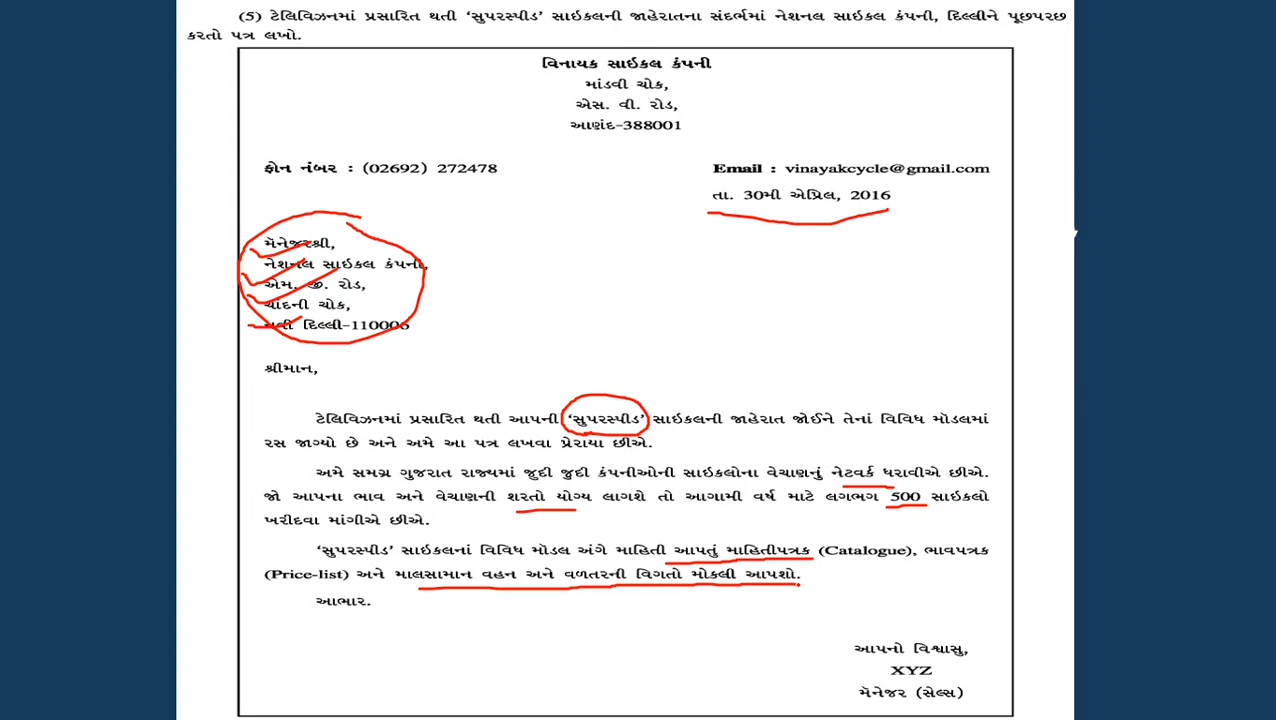 (5) ટેલિવિઝનમાં પ્રસારિત થતી ‘સુપરસ્પીડ’ સાઇકલની જાહેરાતના સંદર્ભમાં નેશનલ સાઇકલ કંપની, દિલ્લીને પૂછપરછ
કરતો પત્ર લખો.
વિનાયક સાઇકલ કંપની
માંડવી ચોક,
એસ. વી. રોડ,
આણંદ-388001
ફોન નંબર : (02692) 272478 Email : vinayakcycle@gmail.com
તા. 30મી એપ્રિલ, 2016
મૅનેજરશ્રી,
નેશનલ સાઇકલ કંપની,
એમ. જી. રોડ,
ચાંદની ચોક,
નવી દિલ્લી-110006
શ્રીમાન,
ટેલિવિઝનમાં પ્રસારિત થતી આપની ‘સુપરસ્પીડ’ સાઇકલની જાહેરાત જોઈને તેનાં વિવિધ મૉડલમાં
રસ જાગ્યો છે અને અમે આ પત્ર લખવા પ્રેરાયા છીએ.
અમે સમગ્ર ગુજરાત રાજ્યમાં જુદી જુદી કંપનીઓની સાઇકલોના વેચાણનું નેટવર્ક ધરાવીએ છીએ.
જો આપના ભાવ અને વેચાણની શરતો યોગ્ય લાગશે તો આગામી વર્ષ માટે લગભગ 500 સાઇકલો
ખરીદવા માંગીએ છીએ.
‘સુપરસ્પીડ’ સાઇકલનાં વિવિધ મૉડલ અંગે માહિતી આપતું માહિતીપત્રક (Catalogue), ભાવપત્રક
(Price-list) અને માલસામાન વહન અને વળતરની વિગતો મોકલી આપશો.
આભાર.
આપનો વિશ્વાસુ,
XYZ
મૅનેજર (સેલ્સ)